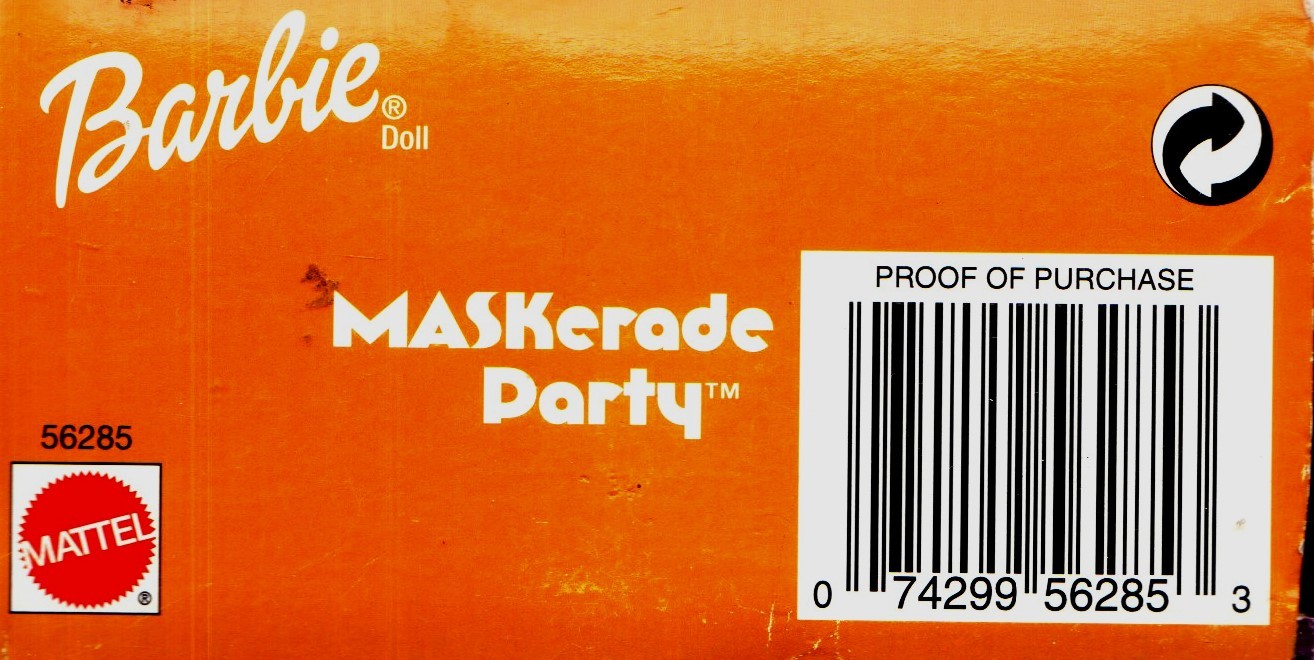 Barbie®
Doll
MASKerade
Party™
56285
MATTEL
®
PROOF OF PURCHASE
0 74299 56285 3